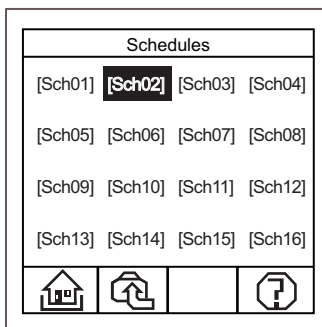 Schedules
[Sch01] [Sch02] [Sch03] [Sch04]
[Sch05] [Sch06] [Sch07] [Sch08]
[Sch09] [Sch10] [Sch11] [Sch12]
[Sch13] [Sch14] [Sch15] [Sch16]
?